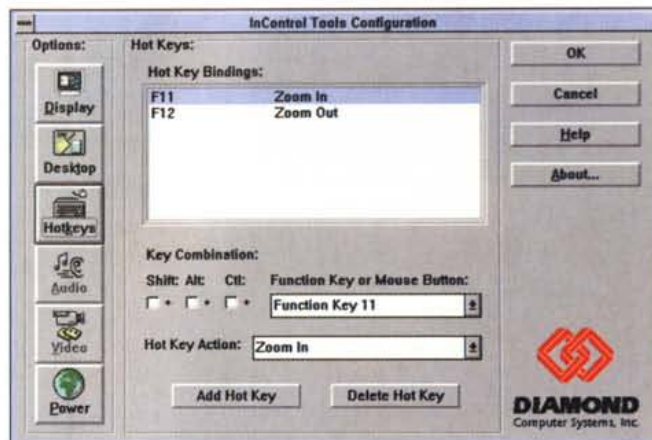 InControl Tools Configuration
Options:
Display
Desktop
Hotkeys
Audio
Video
Power
Hot Keys:
Hot Key Bindings:
F11 Zoom In
F12 Zoom Out
Key Combination:
Shift: Alt: Ctl: Function Key or Mouse Button:
+ + + Function Key 11
Hot Key Action: Zoom In
Add Hot Key Delete Hot Key
OK
Cancel
Help
About...
DIAMOND
Computer Systems, Inc.